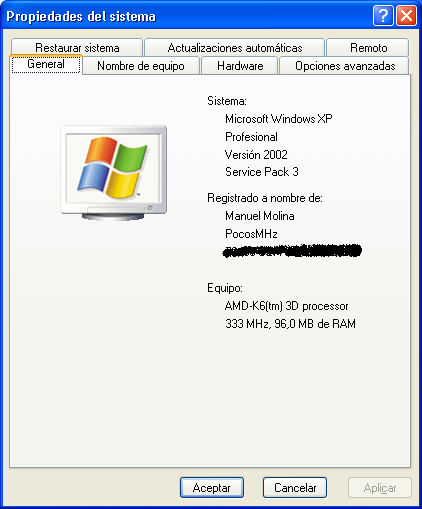 Propiedades del sistema
Restaurar sistema
Actualizaciones automáticas
Remoto
General
Nombre de equipo
Hardware
Opciones avanzadas
Sistema:
Microsoft Windows XP
Profesional
Versión 2002
Service Pack 3
Registrado a nombre de:
Manuel Molina
PocosMHz
Equipo:
AMD-K6(tm) 3D processor
333 MHz, 96,0 MB de RAM
Aceptar
Cancelar
Aplicar